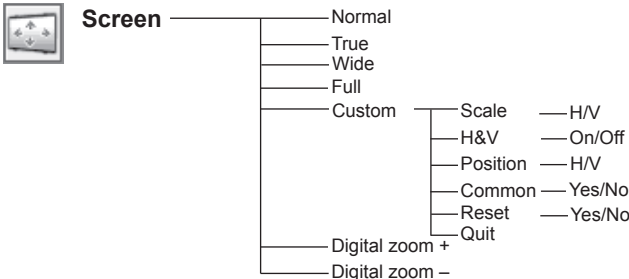 Screen
Normal
True
Wide
Full
Custom
Scale H/V
H&V On/Off
Position H/V
Common Yes/No
Reset Yes/No
Quit
Digital zoom +
Digital zoom –